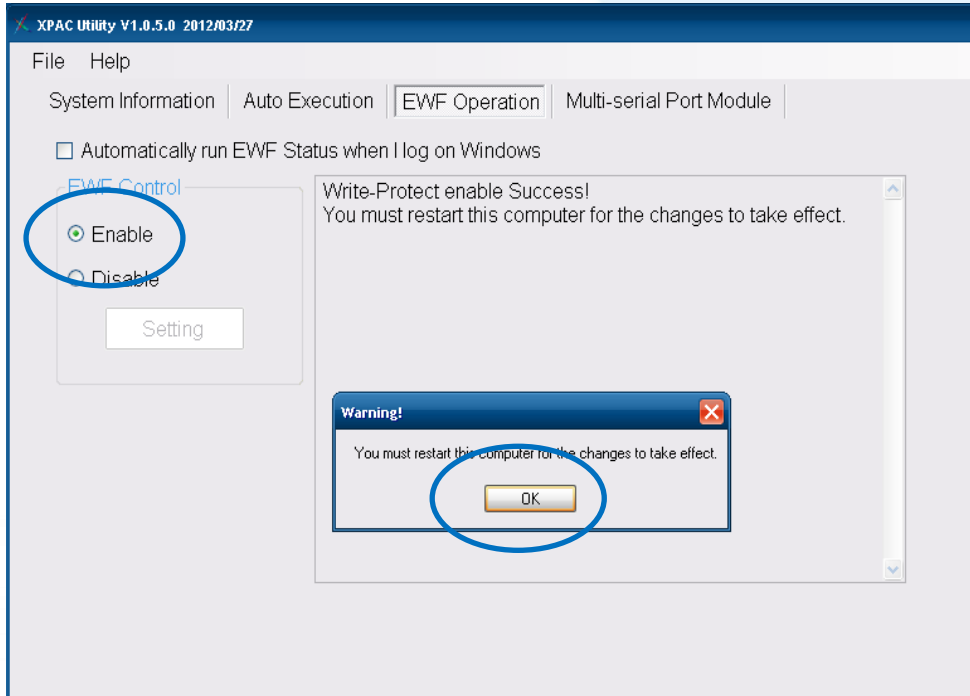 XPAC Utility V1.0.5.0 2012/03/27
File Help
System Information Auto Execution EWF Operation Multi-serial Port Module
Automatically run EWF Status when I log on Windows
EWF Control
Enable
Disable
Setting
Write-Protect enable Success!
You must restart this computer for the changes to take effect.
Warning!
You must restart this computer for the changes to take effect.
OK